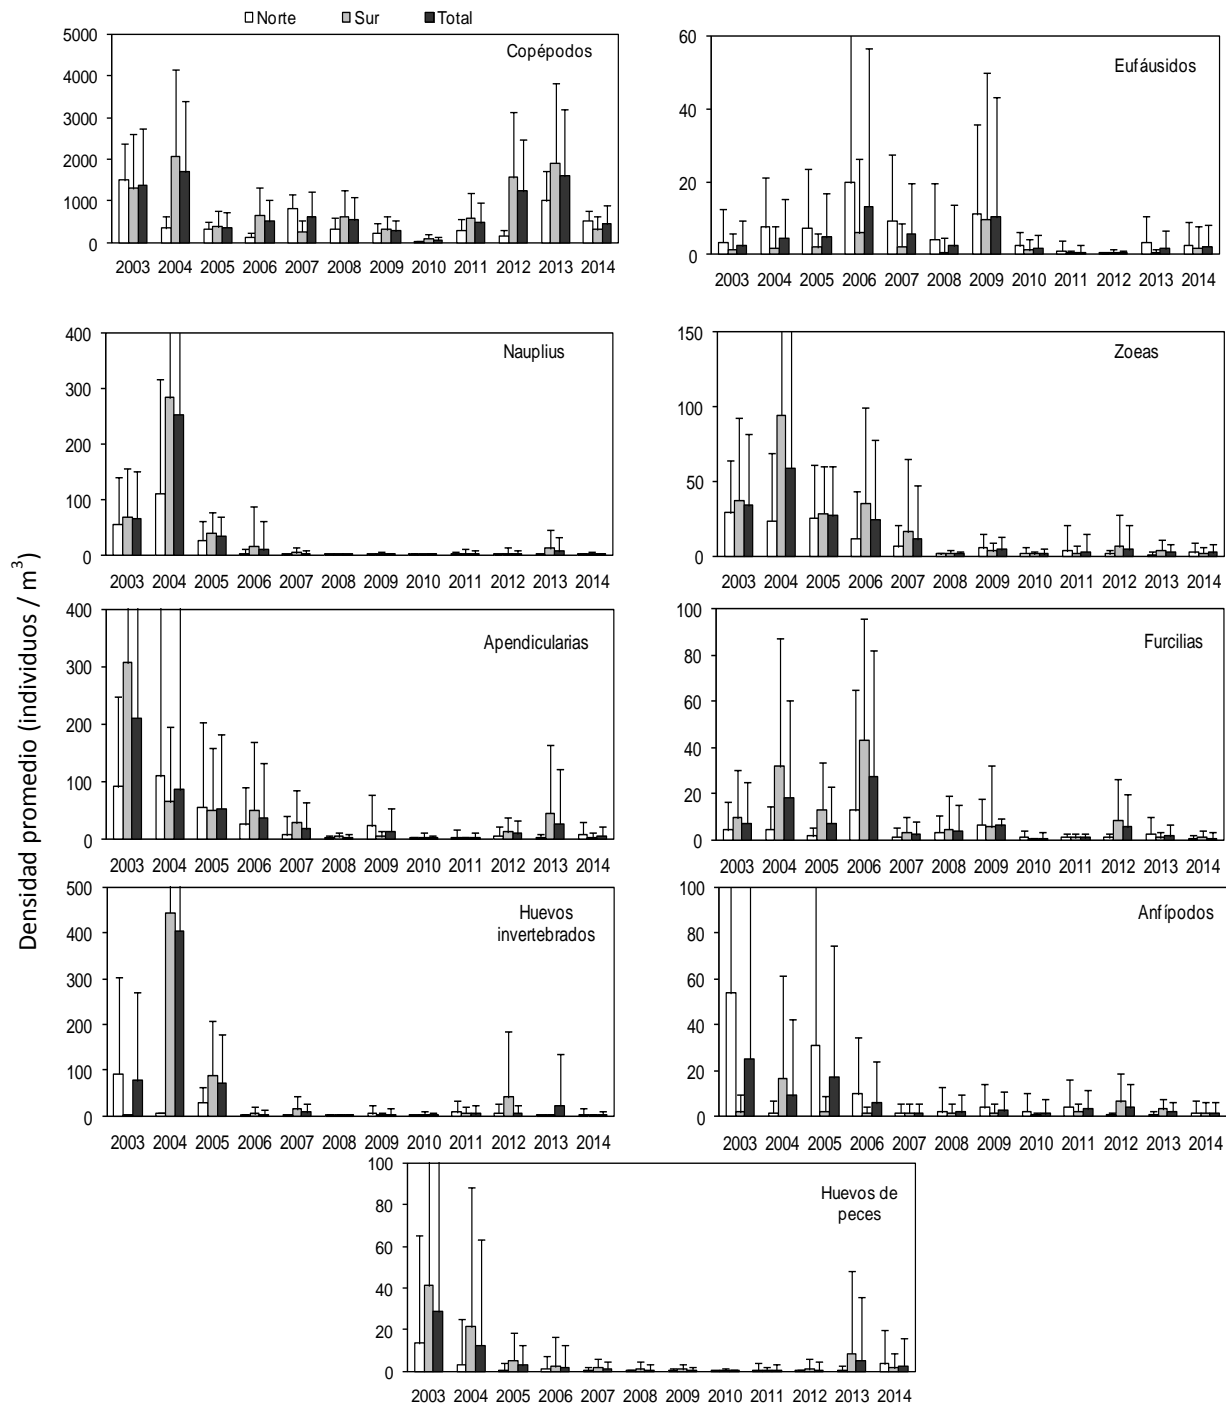 Norte Sur Total
Copépodos
5000
4000
3000
2000
1000
0
2003 2004 2005 2006 2007 2008 2009 2010 2011 2012 2013 2014
Eufáusidos
60
40
20
0
2003 2004 2005 2006 2007 2008 2009 2010 2011 2012 2013 2014
Densidad promedio (individuos / m³)
Nauplius
400
300
200
100
0
2003 2004 2005 2006 2007 2008 2009 2010 2011 2012 2013 2014
Zoeas
150
100
50
0
2003 2004 2005 2006 2007 2008 2009 2010 2011 2012 2013 2014
Apendicularias
400
300
200
100
0
2003 2004 2005 2006 2007 2008 2009 2010 2011 2012 2013 2014
Furcilias
100
80
60
40
20
0
2003 2004 2005 2006 2007 2008 2009 2010 2011 2012 2013 2014
Huevos
invertebrados
500
400
300
200
100
0
2003 2004 2005 2006 2007 2008 2009 2010 2011 2012 2013 2014
Anfípodos
100
80
60
40
20
0
2003 2004 2005 2006 2007 2008 2009 2010 2011 2012 2013 2014
Huevos de
peces
100
80
60
40
20
0
2003 2004 2005 2006 2007 2008 2009 2010 2011 2012 2013 2014